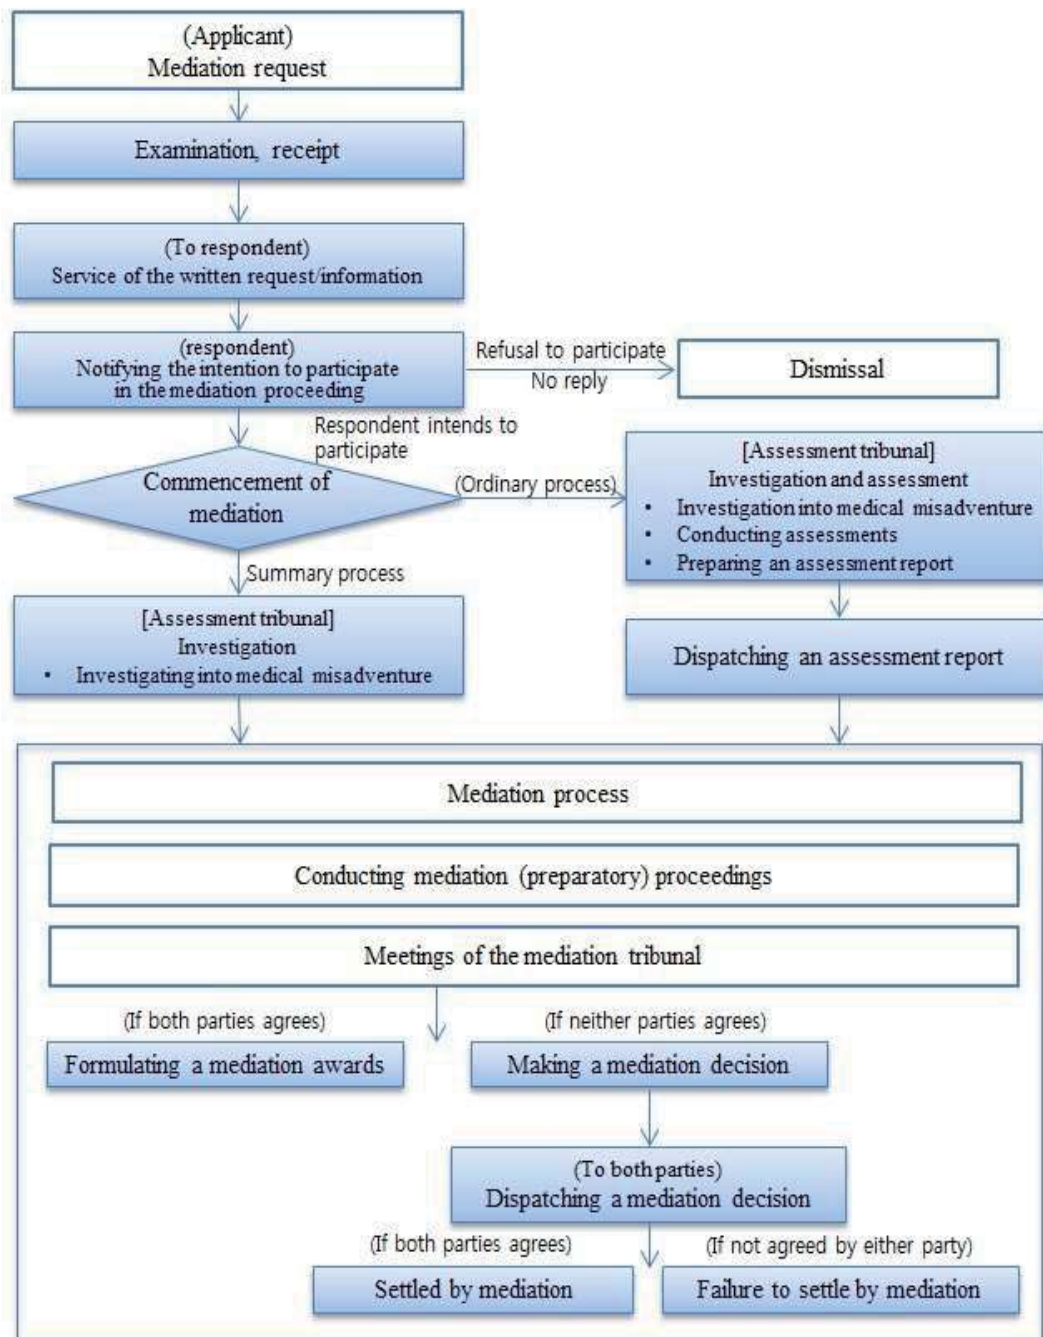 (Applicant)
Mediation request
Examination, receipt
(To respondent)
Service of the written request/information
(respondent)
Notifying the intention to participate
in the mediation proceeding
Refusal to participate
No reply
Dismissal
Respondent intends to
participate
Commencement of
mediation
(Ordinary process)
[Assessment tribunal]
Investigation and assessment
• Investigation into medical misadventure
• Conducting assessments
• Preparing an assessment report
Summary process
[Assessment tribunal]
Investigation
• Investigating into medical misadventure
Dispatching an assessment report
Mediation process
Conducting mediation (preparatory) proceedings
Meetings of the mediation tribunal
(If both parties agrees)
(If neither parties agrees)
Formulating a mediation awards
Making a mediation decision
(To both parties)
Dispatching a mediation decision
(If both parties agrees)
(If not agreed by either party)
Settled by mediation
Failure to settle by mediation